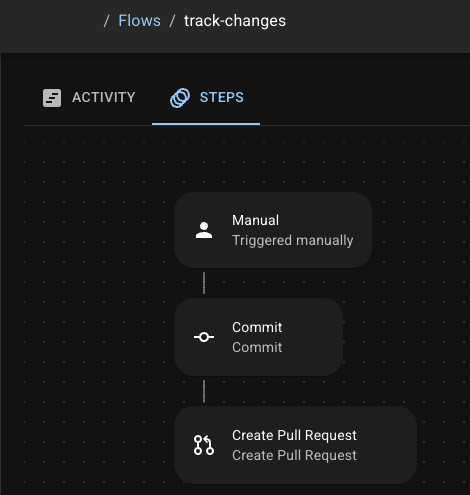 / Flows / track-changes
ACTIVITY STEPS
Manual
Triggered manually
Commit
Commit
Create Pull Request
Create Pull Request